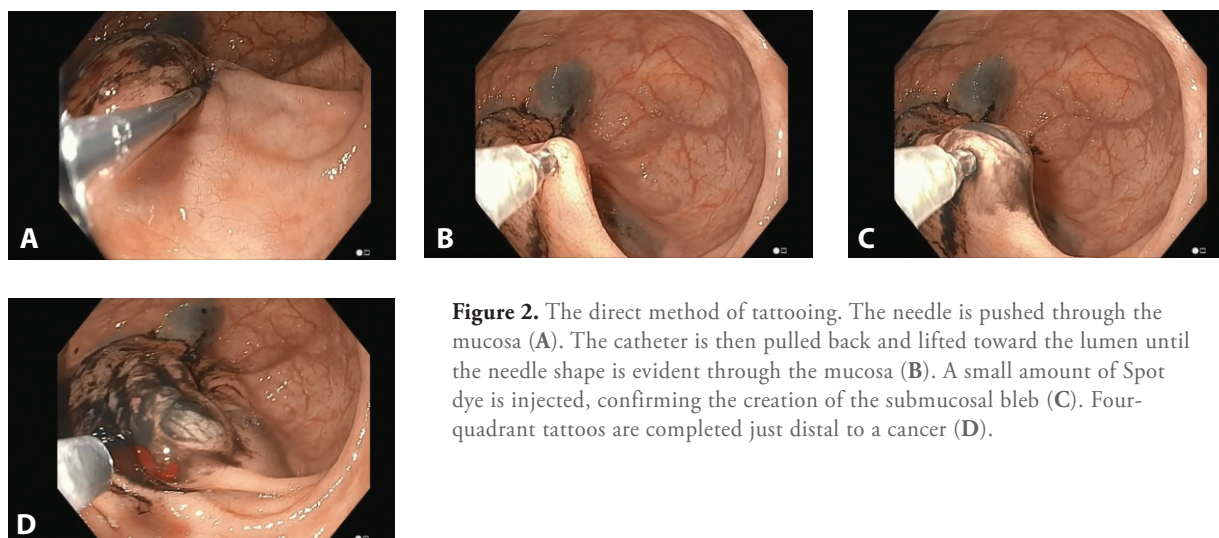 A
B
C
D
Figure 2. The direct method of tattooing. The needle is pushed through the
mucosa (A). The catheter is then pulled back and lifted toward the lumen until
the needle shape is evident through the mucosa (B). A small amount of Spot
dye is injected, confirming the creation of the submucosal bleb (C). Four-
quadrant tattoos are completed just distal to a cancer (D).